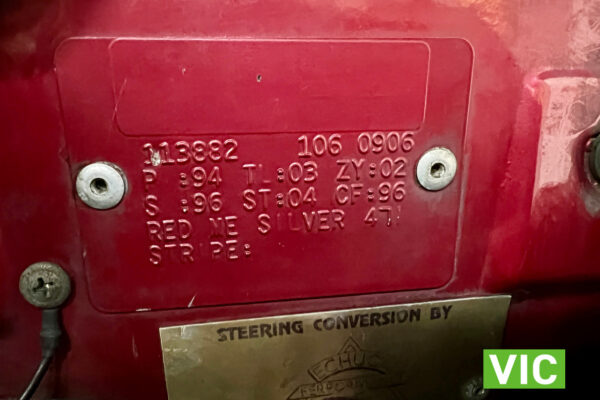 113882 106 0906
P :94 TL:03 ZY:02
S :96 ST:04 CF:96
RED ME SILVER 47
STRIPE:
STEERING CONVERSION BY
VIC